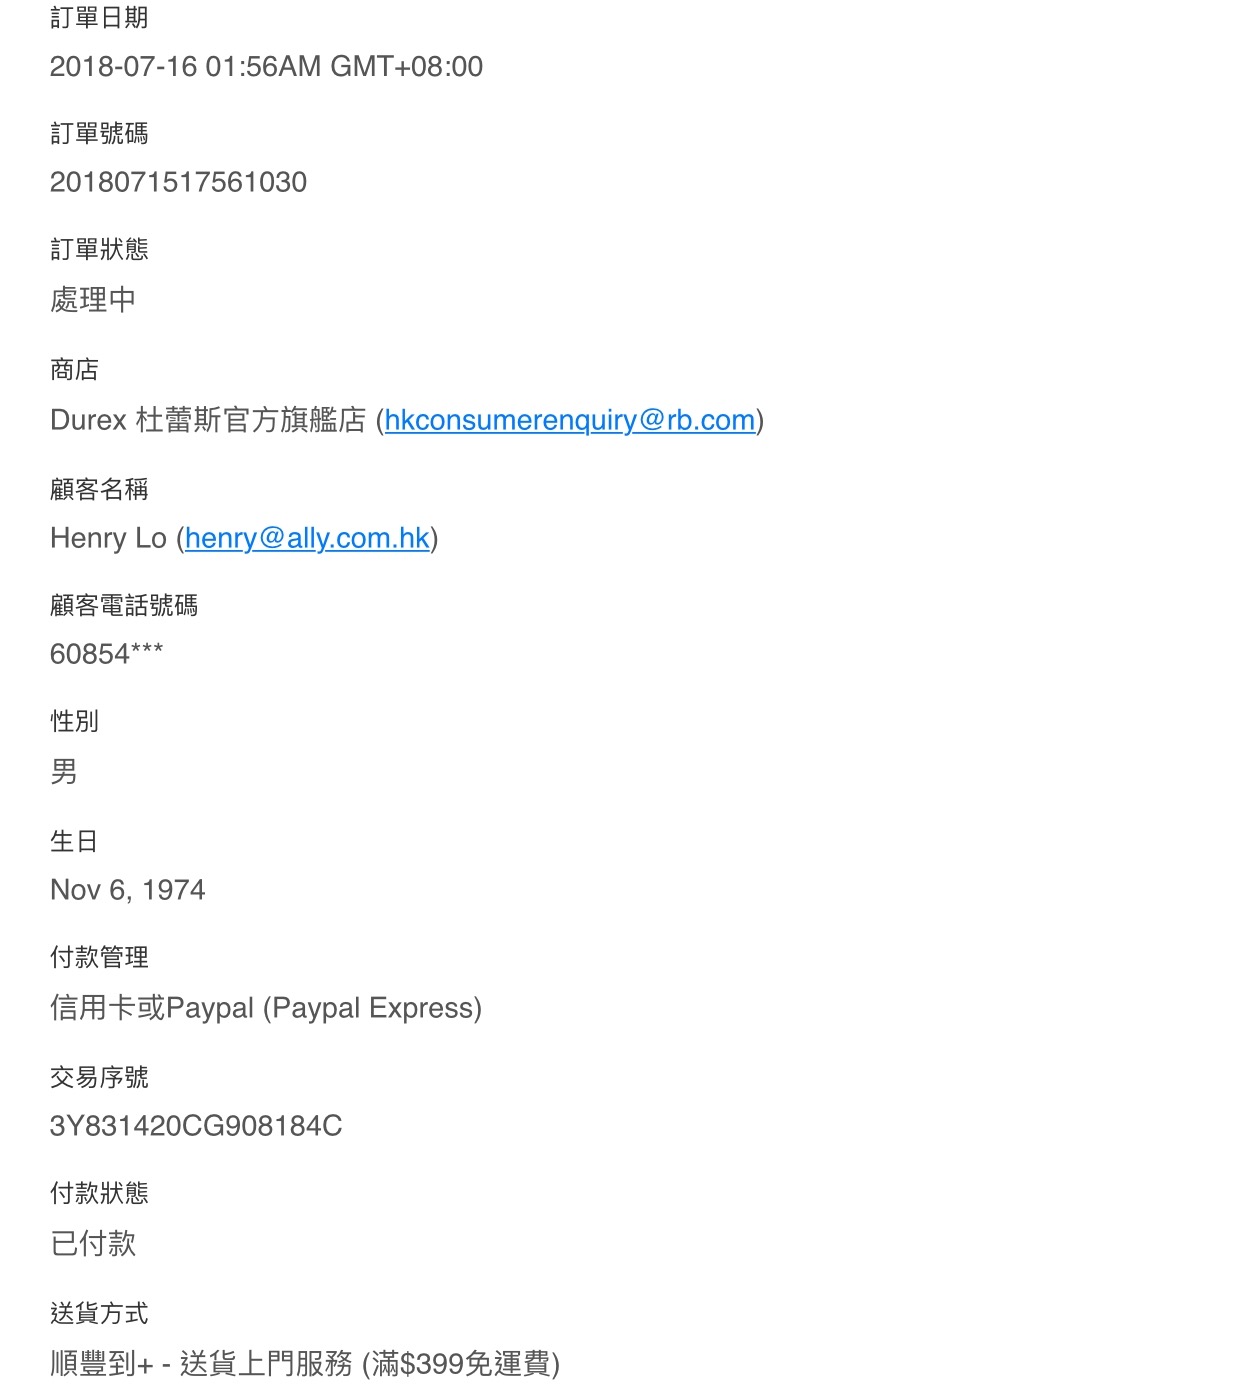 訂單日期
2018-07-16 01:56AM GMT+08:00
訂單號碼
2018071517561030
訂單狀態
處理中
商店
Durex 杜蕾斯官方旗艦店 (hkconsumerenquiry@rb.com)
顧客名稱
Henry Lo (henry@ally.com.hk)
顧客電話號碼
60854***
性別
男
生日
Nov 6, 1974
付款管理
信用卡或Paypal (Paypal Express)
交易序號
3Y831420CG908184C
付款狀態
已付款
送貨方式
順豐到+ - 送貨上門服務 (滿$399免運費)